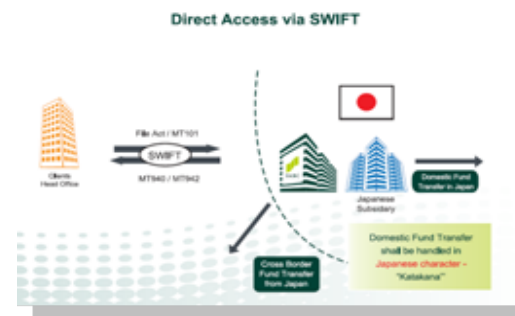 Direct Access via SWIFT
File Act / MT101
SWIFT
MT940 / MT942
Clients
Head Office
Japanese
Subsidary
Domestic Fund
Transfer in Japan
Cross Border
Fund Transfer
from Japan
Domestic Fund Transfer
shall be handled in
Japanese character –
"Katakana"